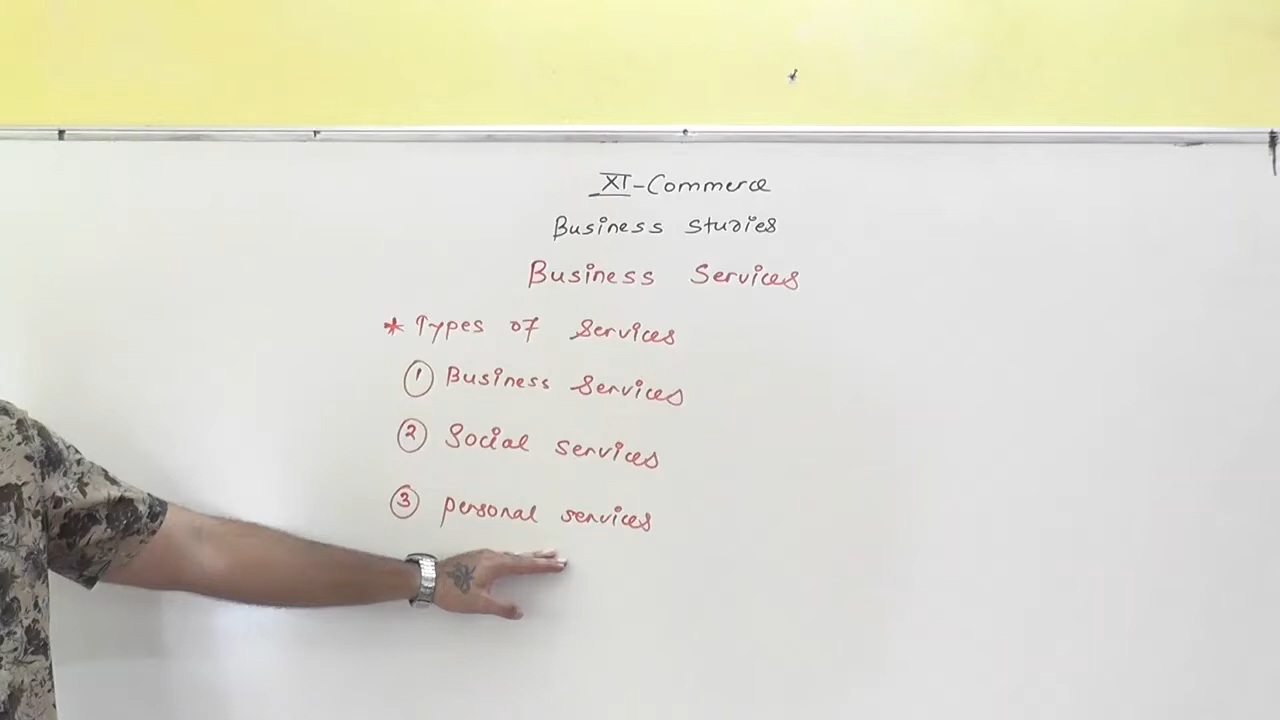 XI-Commerce
Business Studies
Business Services
* Types of Services
① Business Services
② Social services
③ personal services